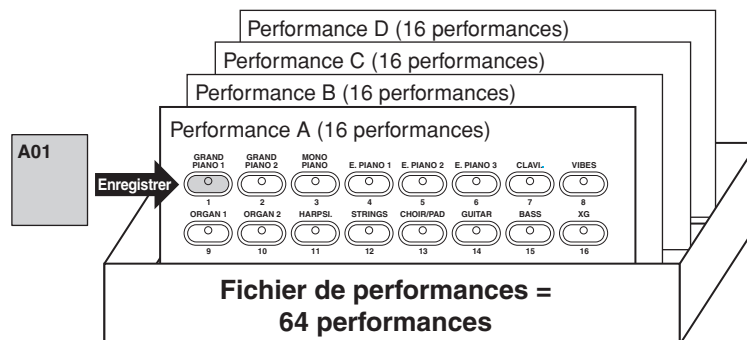 Performance D (16 performances)
Performance C (16 performances)
Performance B (16 performances)
Performance A (16 performances)
A01
Enregistrer
GRAND PIANO 1
GRAND PIANO 2
MONO PIANO
E. PIANO 1
E. PIANO 2
E. PIANO 3
CLAVI.
VIBES
1 2 3 4 5 6 7 8
ORGAN 1
ORGAN 2
HARPSI.
STRINGS
CHOIR/PAD
GUITAR
BASS
XG
9 10 11 12 13 14 15 16
Fichier de performances =
64 performances